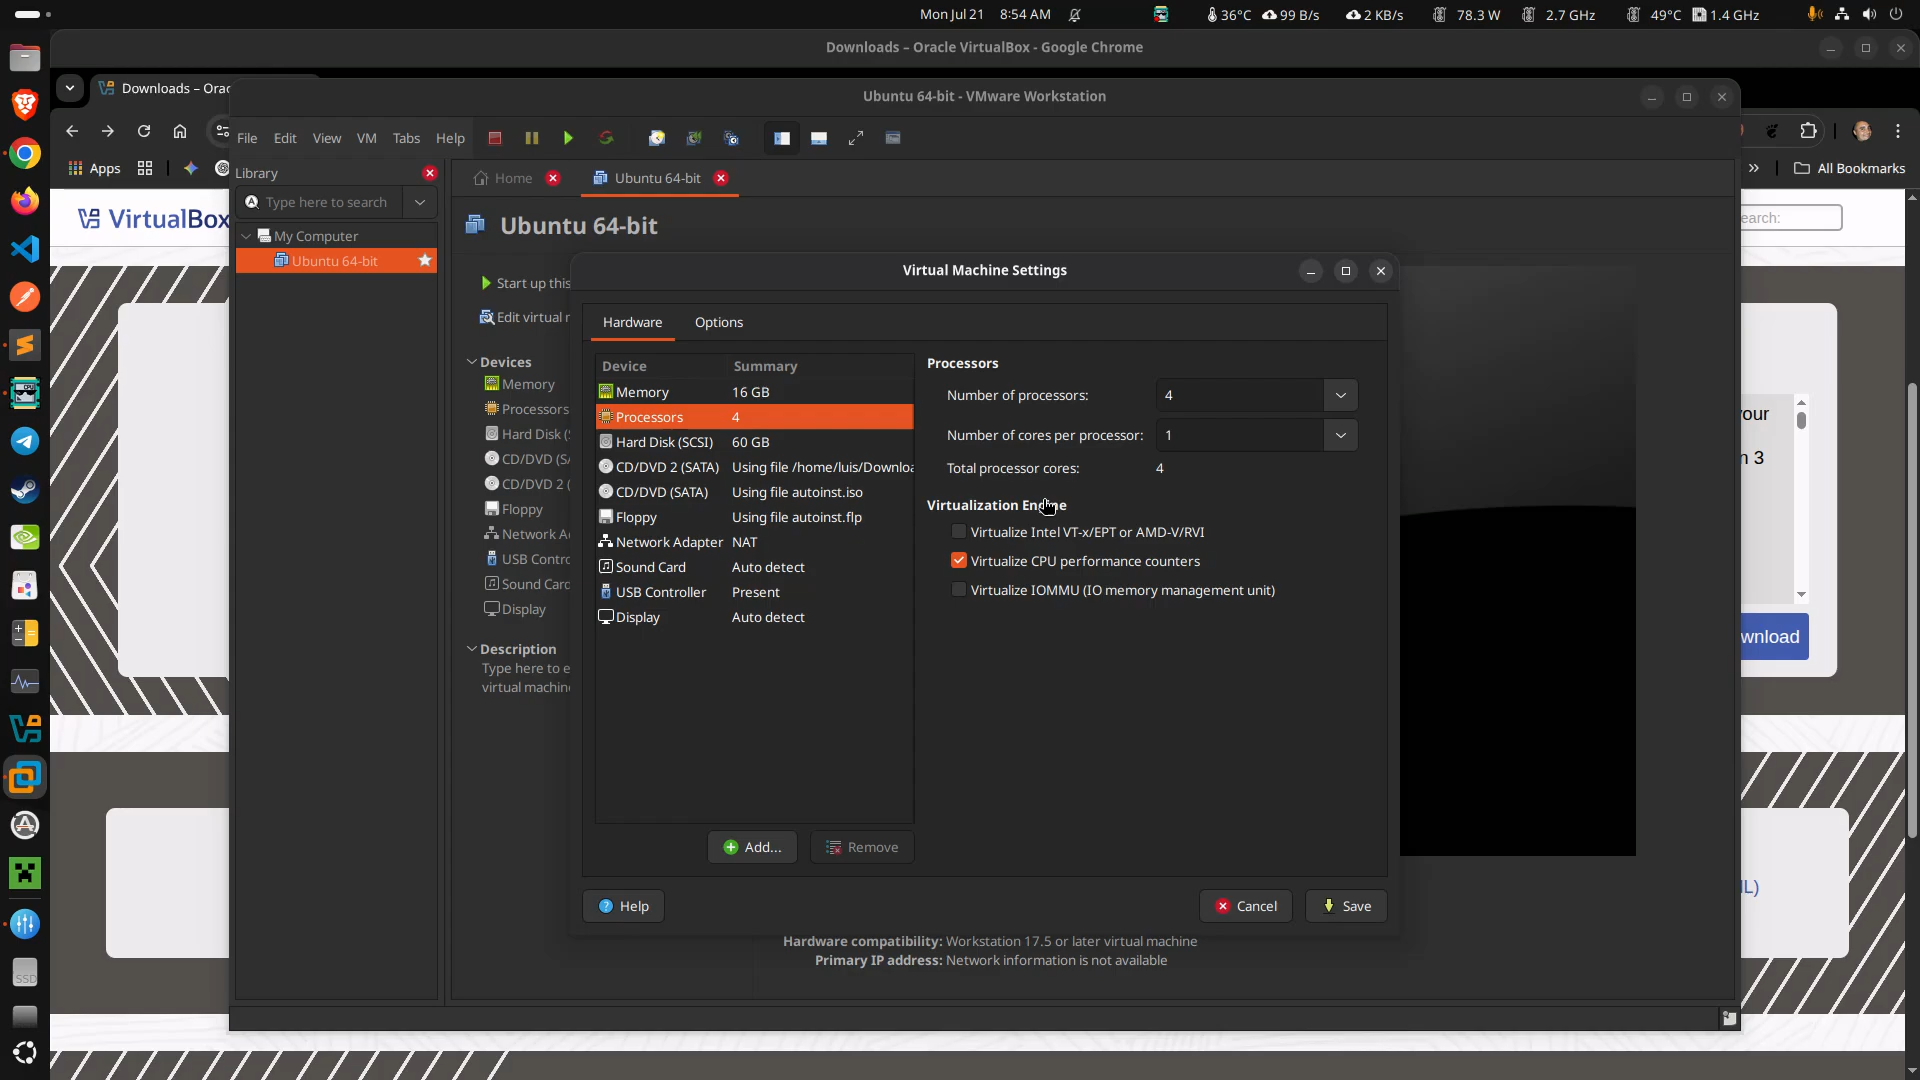 Mon Jul 21 8:54 AM
36°C 99 B/s 2 KB/s 78.3 W 2.7 GHz 49°C 1.4 GHz
Downloads – Oracle VirtualBox - Google Chrome
Downloads – Orac
Ubuntu 64-bit - VMware Workstation
File Edit View VM Tabs Help
Apps
All Bookmarks
Library
Home
Ubuntu 64-bit
Type here to search
VirtualBox
earch:
My Computer
Ubuntu 64-bit
Ubuntu 64-bit
Start up this
Edit virtual
Devices
Memory
Processors
Hard Disk (S
CD/DVD (SA
CD/DVD 2 (
Floppy
Network A
USB Contro
Sound Card
Display
Description
Type here to e
virtual machin
Virtual Machine Settings
Hardware Options
Device Summary
Memory 16 GB
Processors 4
Hard Disk (SCSI) 60 GB
CD/DVD 2 (SATA) Using file /home/luis/Downloa
CD/DVD (SATA) Using file autoinst.iso
Floppy Using file autoinst.flp
Network Adapter NAT
Sound Card Auto detect
USB Controller Present
Display Auto detect
Add...
Remove
Processors
Number of processors: 4
Number of cores per processor: 1
Total processor cores: 4
Virtualization Engine
Virtualize Intel VT-x/EPT or AMD-V/RVI
Virtualize CPU performance counters
Virtualize IOMMU (IO memory management unit)
Help
Cancel
Save
Hardware compatibility: Workstation 17.5 or later virtual machine
Primary IP address: Network information is not available
your
n 3
wnload
L)
SSD